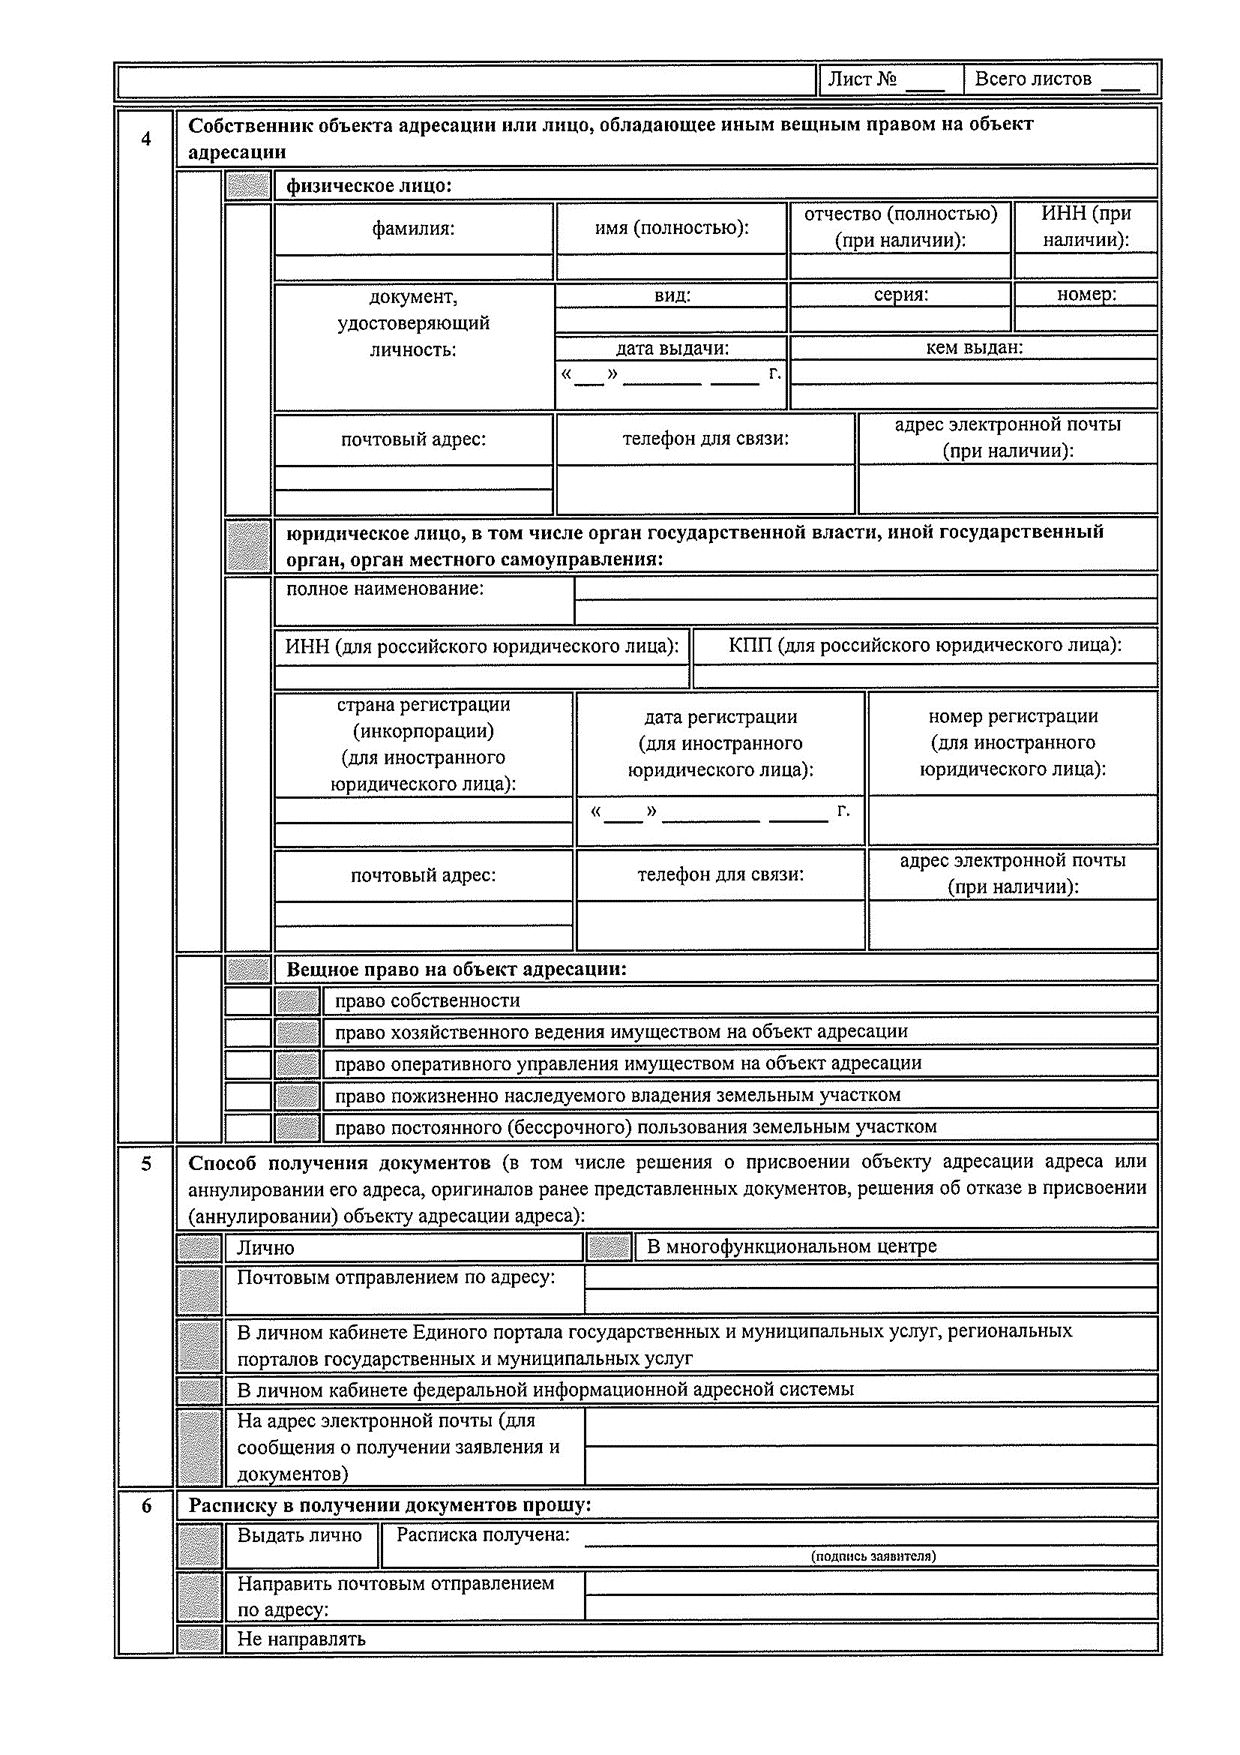 Лист № ____ Всего листов ____
4
Собственник объекта адресации или лицо, обладающее иным вещным правом на объект
адресации
физическое лицо:
фамилия:
имя (полностью):
отчество (полностью)
(при наличии):
ИНН (при
наличии):
документ,
удостоверяющий
личность:
вид:
серия:
номер:
дата выдачи:
кем выдан:
«___» ________ _____ г.
почтовый адрес:
телефон для связи:
адрес электронной почты
(при наличии):
юридическое лицо, в том числе орган государственной власти, иной государственный
орган, орган местного самоуправления:
полное наименование:
ИНН (для российского юридического лица):
КПП (для российского юридического лица):
страна регистрации
(инкорпорации)
(для иностранного
юридического лица):
дата регистрации
(для иностранного
юридического лица):
номер регистрации
(для иностранного
юридического лица):
«____» __________ ______ г.
почтовый адрес:
телефон для связи:
адрес электронной почты
(при наличии):
Вещное право на объект адресации:
право собственности
право хозяйственного ведения имуществом на объект адресации
право оперативного управления имуществом на объект адресации
право пожизненно наследуемого владения земельным участком
право постоянного (бессрочного) пользования земельным участком
5
Способ получения документов (в том числе решения о присвоении объекту адресации адреса или
аннулировании его адреса, оригиналов ранее представленных документов, решения об отказе в присвоении
(аннулировании) объекту адресации адреса):
Лично
В многофункциональном центре
Почтовым отправлением по адресу:
В личном кабинете Единого портала государственных и муниципальных услуг, региональных
порталов государственных и муниципальных услуг
В личном кабинете федеральной информационной адресной системы
На адрес электронной почты (для
сообщения о получении заявления и
документов)
6
Расписку в получении документов прошу:
Выдать лично
Расписка получена:
(подпись заявителя)
Направить почтовым отправлением
по адресу:
Не направлять